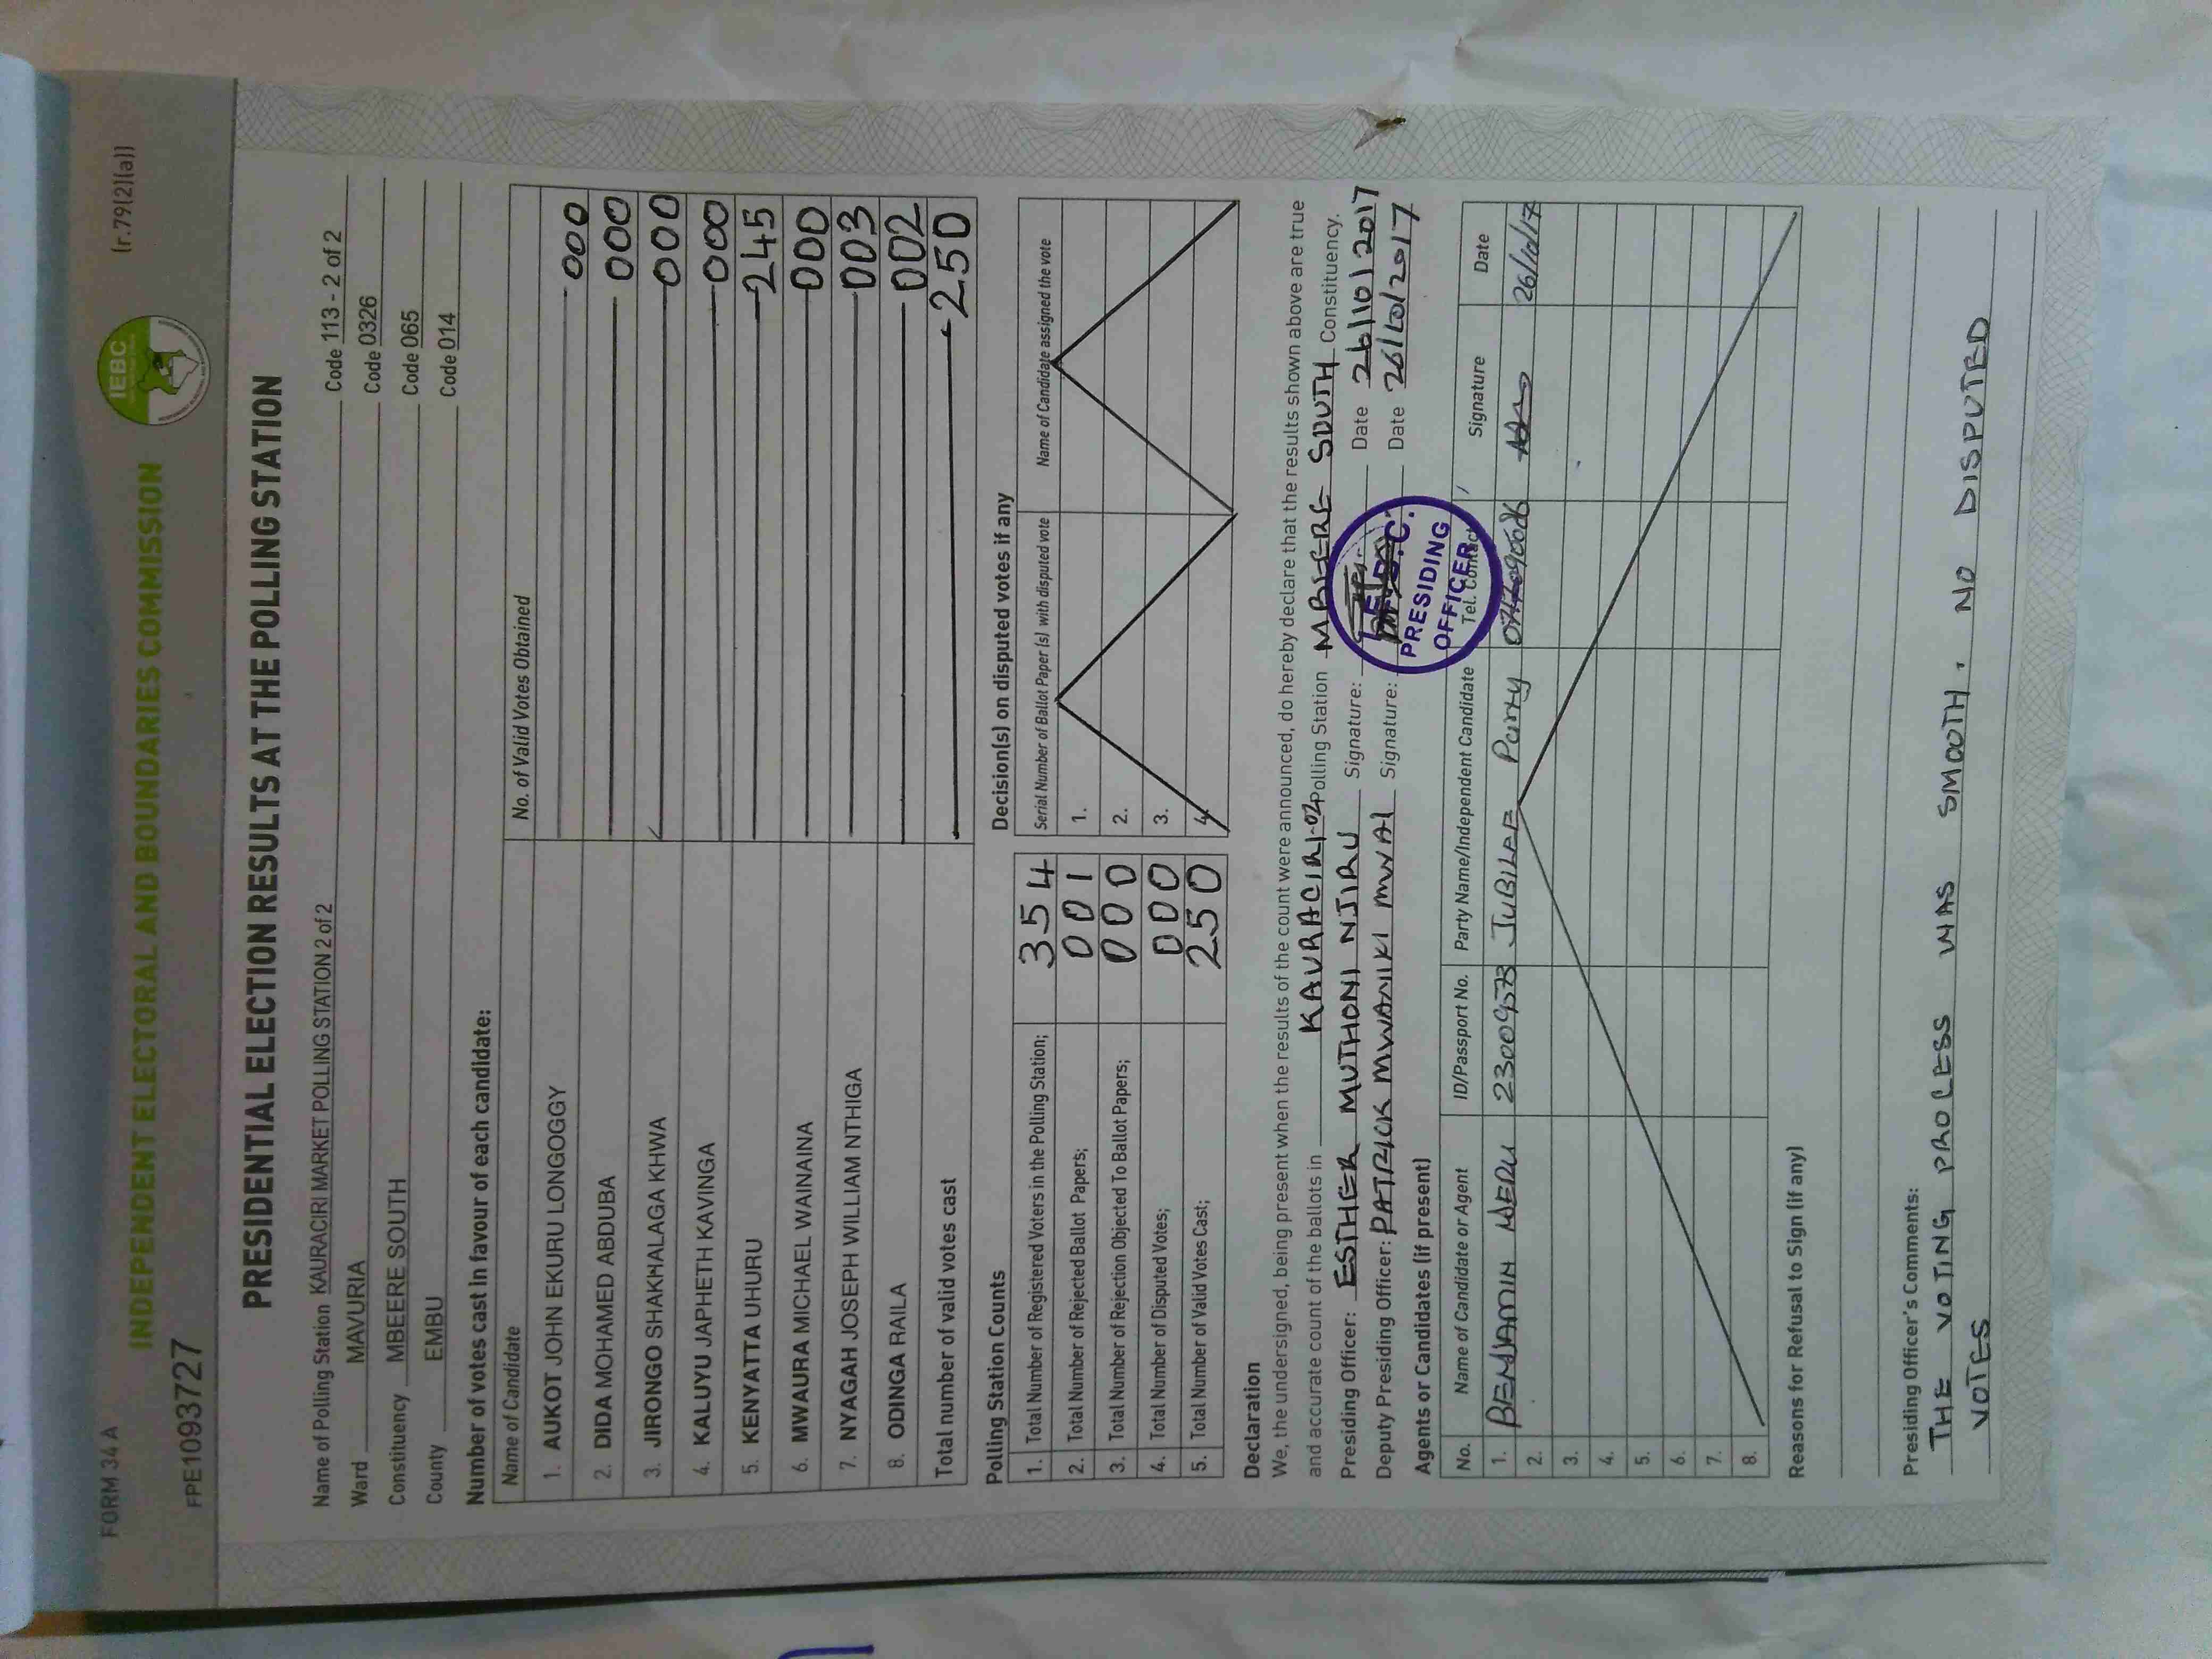 FORM 34 A
(r.79(2)(a))
IEBC
INDEPENDENT ELECTORAL AND BOUNDARIES COMMISSION
FPE1093727
PRESIDENTIAL ELECTION RESULTS AT THE POLLING STATION
Name of Polling Station KAURACIRI MARKET POLLING STATION 2 of 2 Code 113 - 2 of 2
Ward MAVURIA Code 0326
Constituency MBEERE SOUTH Code 065
County EMBU Code 014
Number of votes cast in favour of each candidate:
Name of Candidate No. of Valid Votes Obtained
1. AUKOT JOHN EKURU LONGOGGY 000
2. DIDA MOHAMED ABDUBA 000
3. JIRONGO SHAKHALAGA KHWA 000
4. KALUYU JAPHETH KAVINGA 000
5. KENYATTA UHURU 245
6. MWAURA MICHAEL WAINAINA 000
7. NYAGAH JOSEPH WILLIAM NTHIGA 003
8. ODINGA RAILA 002
Total number of valid votes cast 250
Polling Station Counts
1. Total Number of Registered Voters in the Polling Station; 354
2. Total Number of Rejected Ballot Papers; 001
3. Total Number of Rejection Objected To Ballot Papers; 000
4. Total Number of Disputed Votes; 000
5. Total Number of Valid Votes Cast; 250
Decision(s) on disputed votes if any
Serial Number of Ballot Paper (s) with disputed vote Name of Candidate assigned the vote
1.
2.
3.
4.
Declaration
We, the undersigned, being present when the results of the count were announced, do hereby declare that the results shown above are true
and accurate count of the ballots in KAURACIRI-02 Polling Station MBEERE SOUTH Constituency.
Presiding Officer: ESTHER MUTHONI NJIRU Signature: Date 26/10/2017
Deputy Presiding Officer: PATRICK MWANIKI MWAI Signature: Date 26/10/2017
I.E.B.C.
PRESIDING
OFFICER
Agents or Candidates (if present)
No. Name of Candidate or Agent ID/Passport No. Party Name/Independent Candidate Tel. Contact Signature Date
1. BENJAMIN WERU 23009573 JUBILEE Party 26/10/17
2.
3.
4.
5.
6.
7.
8.
Reasons for Refusal to Sign (if any)
Presiding Officer's Comments:
THE VOTING PROCESS WAS SMOOTH. NO DISPUTED
VOTES